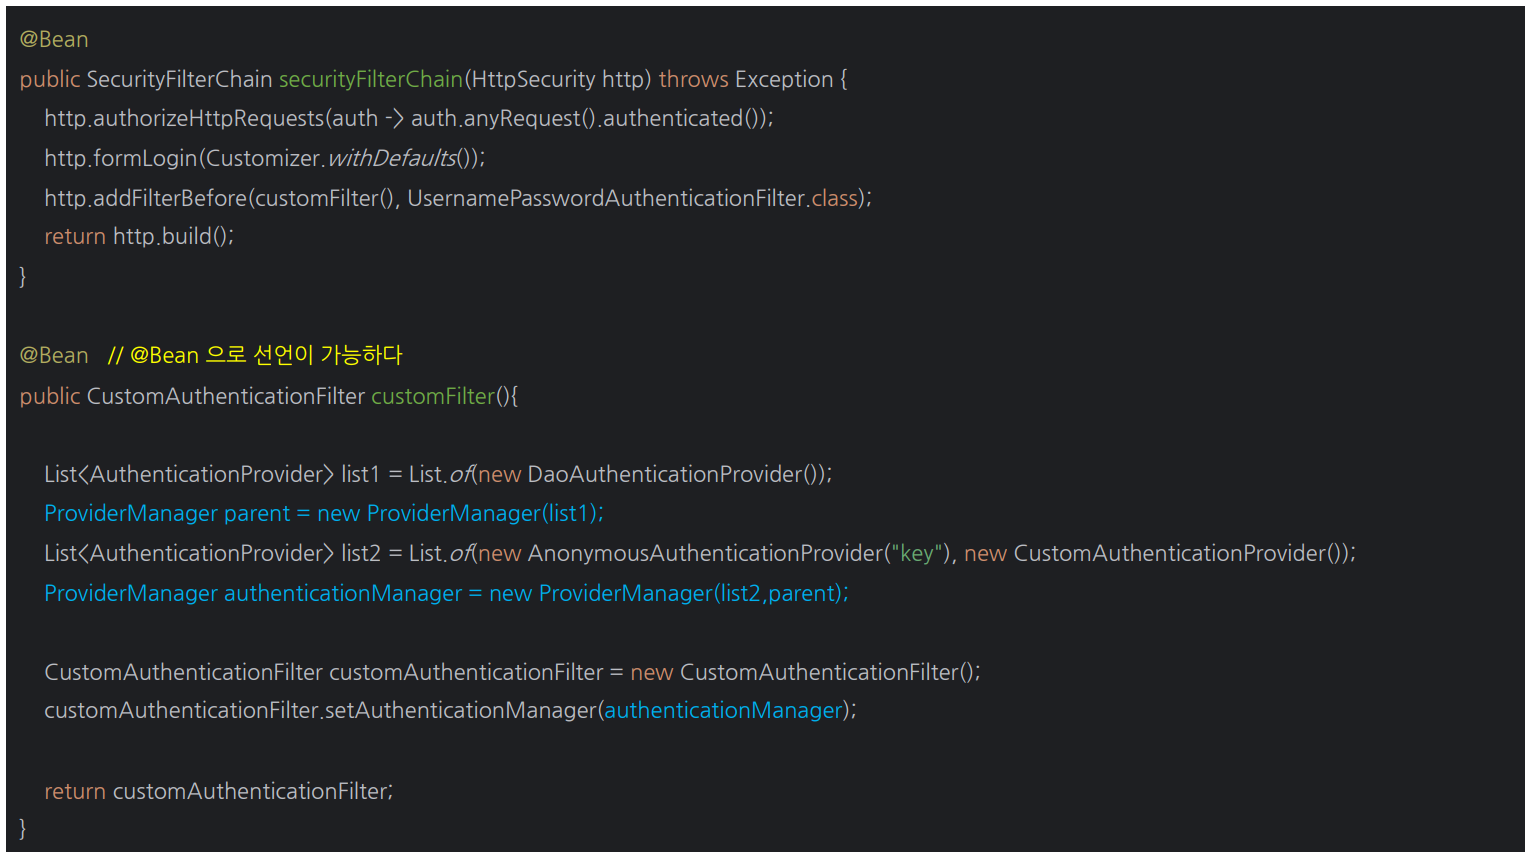 @Bean
public SecurityFilterChain securityFilterChain(HttpSecurity http) throws Exception {
http.authorizeHttpRequests(auth -> auth.anyRequest().authenticated());
http.formLogin(Customizer.withDefaults());
http.addFilterBefore(customFilter(), UsernamePasswordAuthenticationFilter.class);
return http.build();
}
@Bean // @Bean 으로 선언이 가능하다
public CustomAuthenticationFilter customFilter(){
List<AuthenticationProvider> list1 = List.of(new DaoAuthenticationProvider());
ProviderManager parent = new ProviderManager(list1);
List<AuthenticationProvider> list2 = List.of(new AnonymousAuthenticationProvider("key"), new CustomAuthenticationProvider());
ProviderManager authenticationManager = new ProviderManager(list2,parent);
CustomAuthenticationFilter customAuthenticationFilter = new CustomAuthenticationFilter();
customAuthenticationFilter.setAuthenticationManager(authenticationManager);
return customAuthenticationFilter;
}